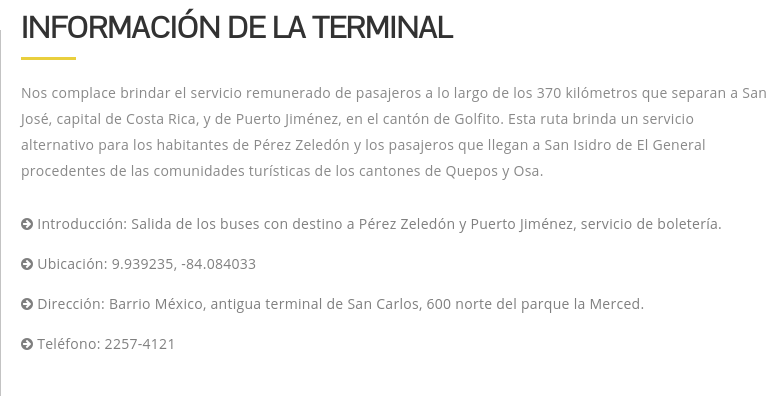 INFORMACIÓN DE LA TERMINAL
Nos complace brindar el servicio remunerado de pasajeros a lo largo de los 370 kilómetros que separan a San
José, capital de Costa Rica, y de Puerto Jiménez, en el cantón de Golfito. Esta ruta brinda un servicio
alternativo para los habitantes de Pérez Zeledón y los pasajeros que llegan a San Isidro de El General
procedentes de las comunidades turísticas de los cantones de Quepos y Osa.
Introducción: Salida de los buses con destino a Pérez Zeledón y Puerto Jiménez, servicio de boletería.
Ubicación: 9.939235, -84.084033
Dirección: Barrio México, antigua terminal de San Carlos, 600 norte del parque la Merced.
Teléfono: 2257-4121